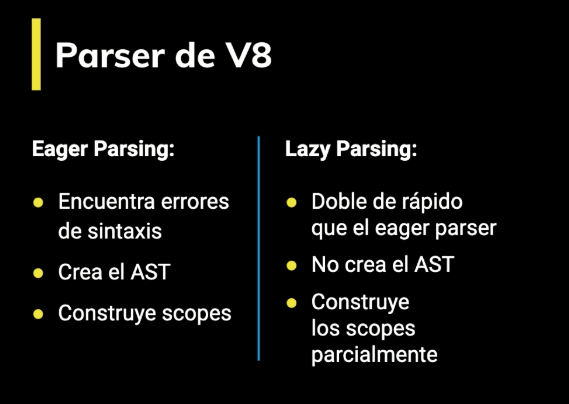 Parser de V8
Eager Parsing:
Encuentra errores
de sintaxis
Crea el AST
Construye scopes
Lazy Parsing:
Doble de rápido
que el eager parser
No crea el AST
Construye
los scopes
parcialmente